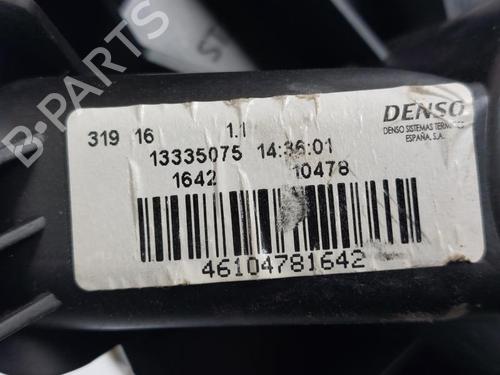 319 16 1.1
DENSO
DENSO SISTEMAS TERMICOS
ESPAÑA, S.A.
13335075 14:36:01
1642 10478
46104781642
B-PARTS